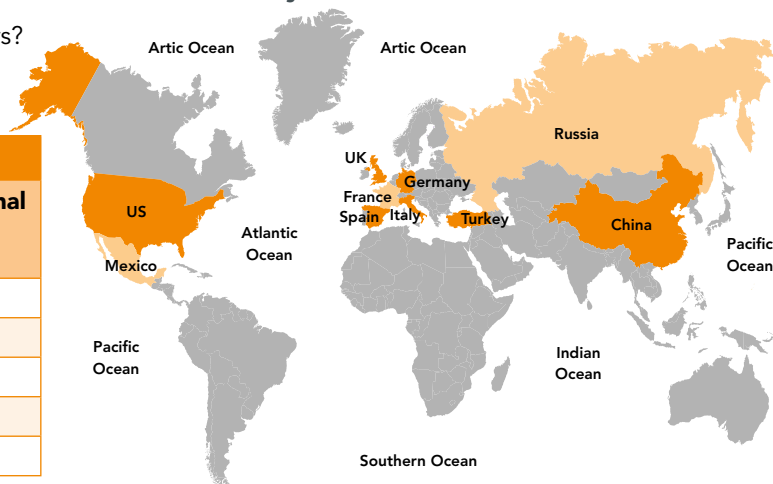 s?
Artic Ocean
Artic Ocean
Russia
UK
Germany
nal
France
US
Spain
Italy
Turkey
China
Atlantic
Ocean
Pacific
Ocean
Mexico
Pacific
Ocean
Indian
Ocean
Southern Ocean